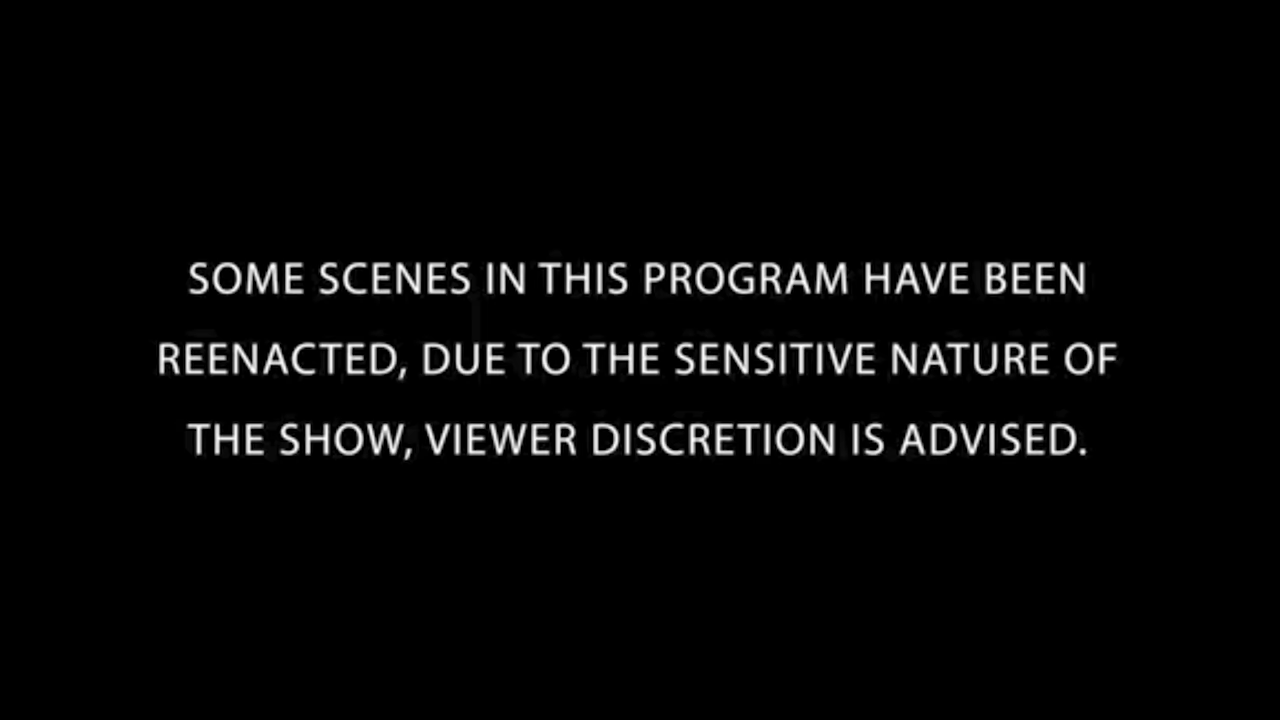 SOME SCENES IN THIS PROGRAM HAVE BEEN
REENACTED, DUE TO THE SENSITIVE NATURE OF
THE SHOW, VIEWER DISCRETION IS ADVISED.